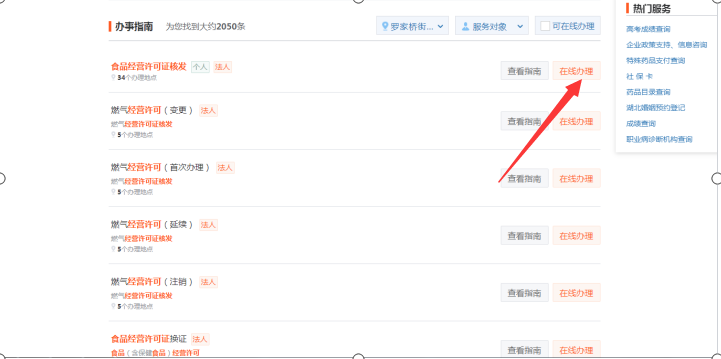 办事指南 为您找到大约2050条 罗家桥街... 服务对象 可在线办理
食品经营许可证核发 个人 法人
34个办理地点
查看指南 在线办理
燃气经营许可（变更） 法人
燃气经营许可证核发
5个办理地点
查看指南 在线办理
燃气经营许可（首次办理） 法人
燃气经营许可证核发
5个办理地点
查看指南 在线办理
燃气经营许可（延续） 法人
燃气经营许可证核发
5个办理地点
查看指南 在线办理
燃气经营许可（注销） 法人
燃气经营许可证核发
5个办理地点
查看指南 在线办理
食品经营许可证换证 法人
食品（含保健食品）经营许可
查看指南 在线办理
热门服务
高考成绩查询
企业政策支持、信息咨询
特殊药品支付查询
社 保 卡
药品目录查询
湖北婚姻预约登记
成绩查询
职业病诊断机构查询